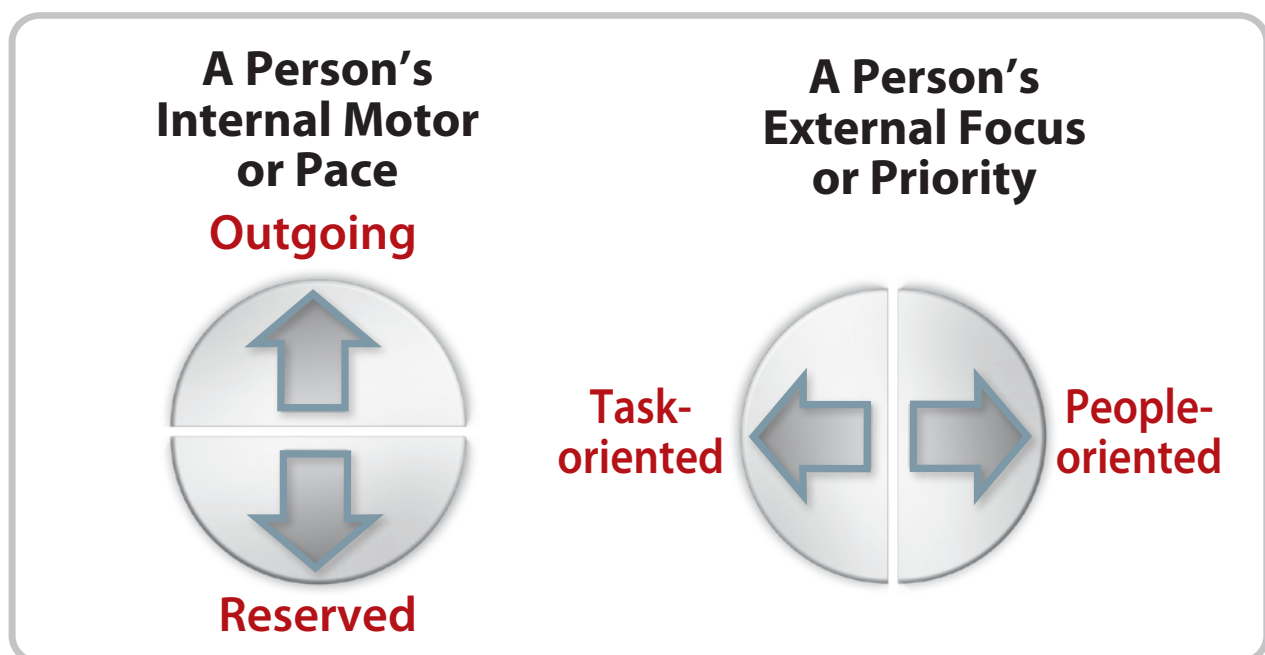 A Person’s
Internal Motor
or Pace
Outgoing
Reserved
A Person’s
External Focus
or Priority
Task-
oriented
People-
oriented